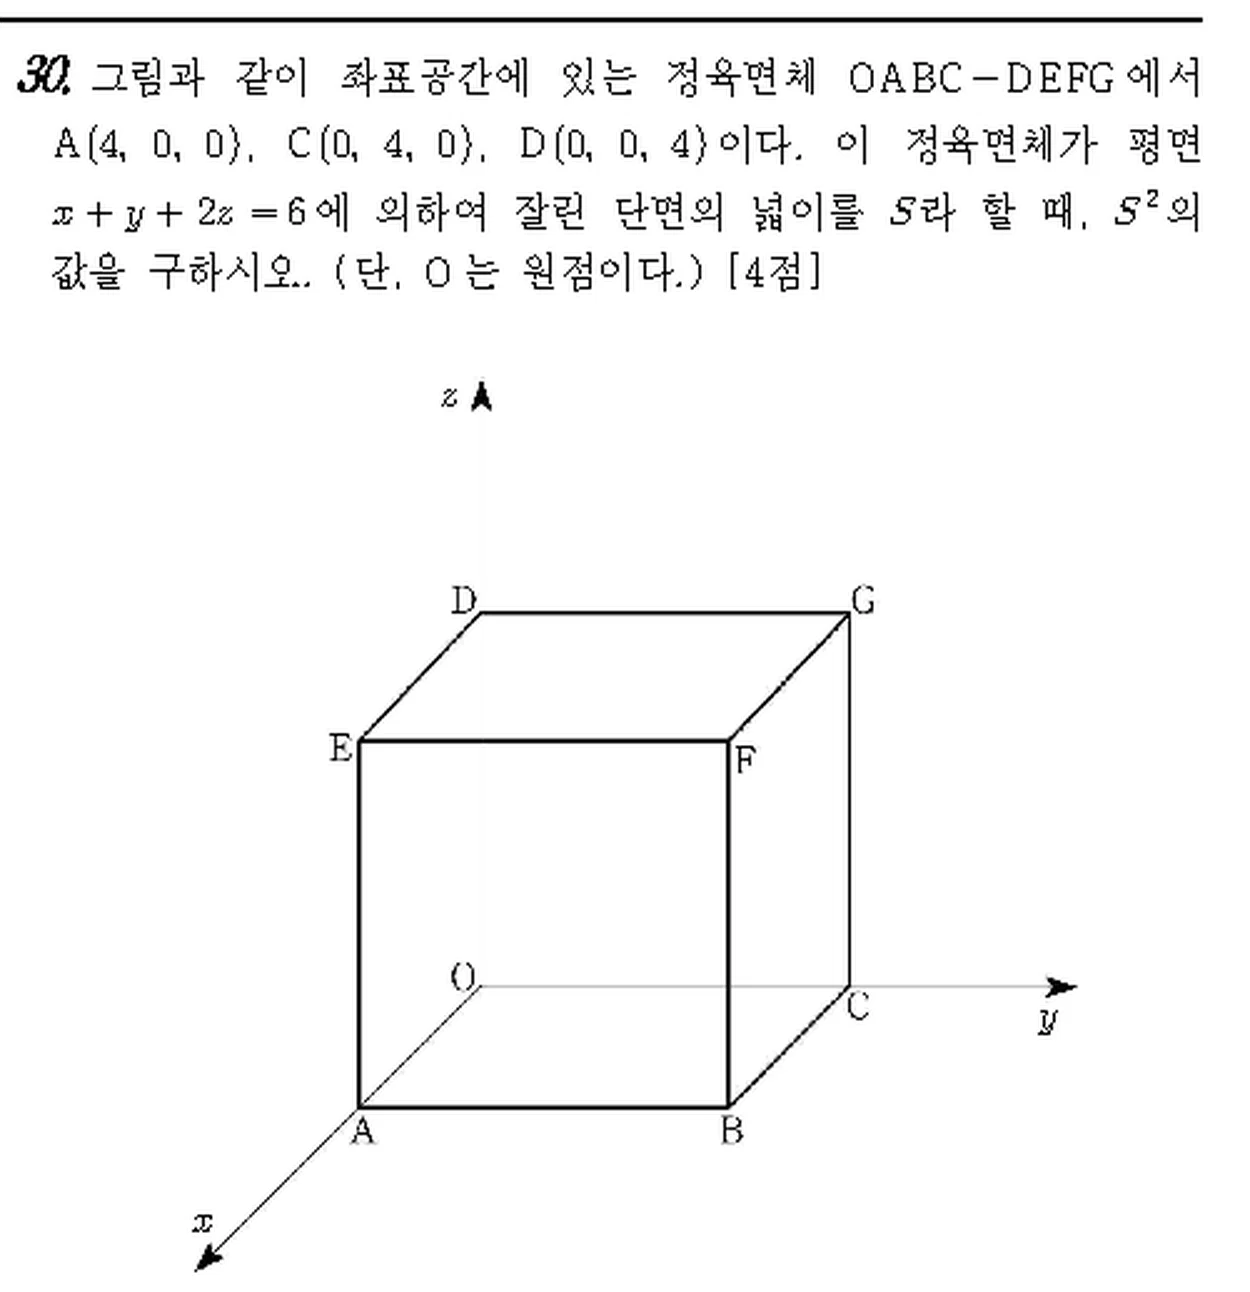 30. 그림과 같이 좌표공간에 있는 정육면체 OABC-DEFG에서
A(4, 0, 0), C(0, 4, 0), D(0, 0, 4)이다. 이 정육면체가 평면
x+y+2z=6에 의하여 잘린 단면의 넓이를 S라 할 때, S²의
값을 구하시오.. (단, O는 원점이다.) [4점]
z
D
G
E
F
O
C
y
A
B
x